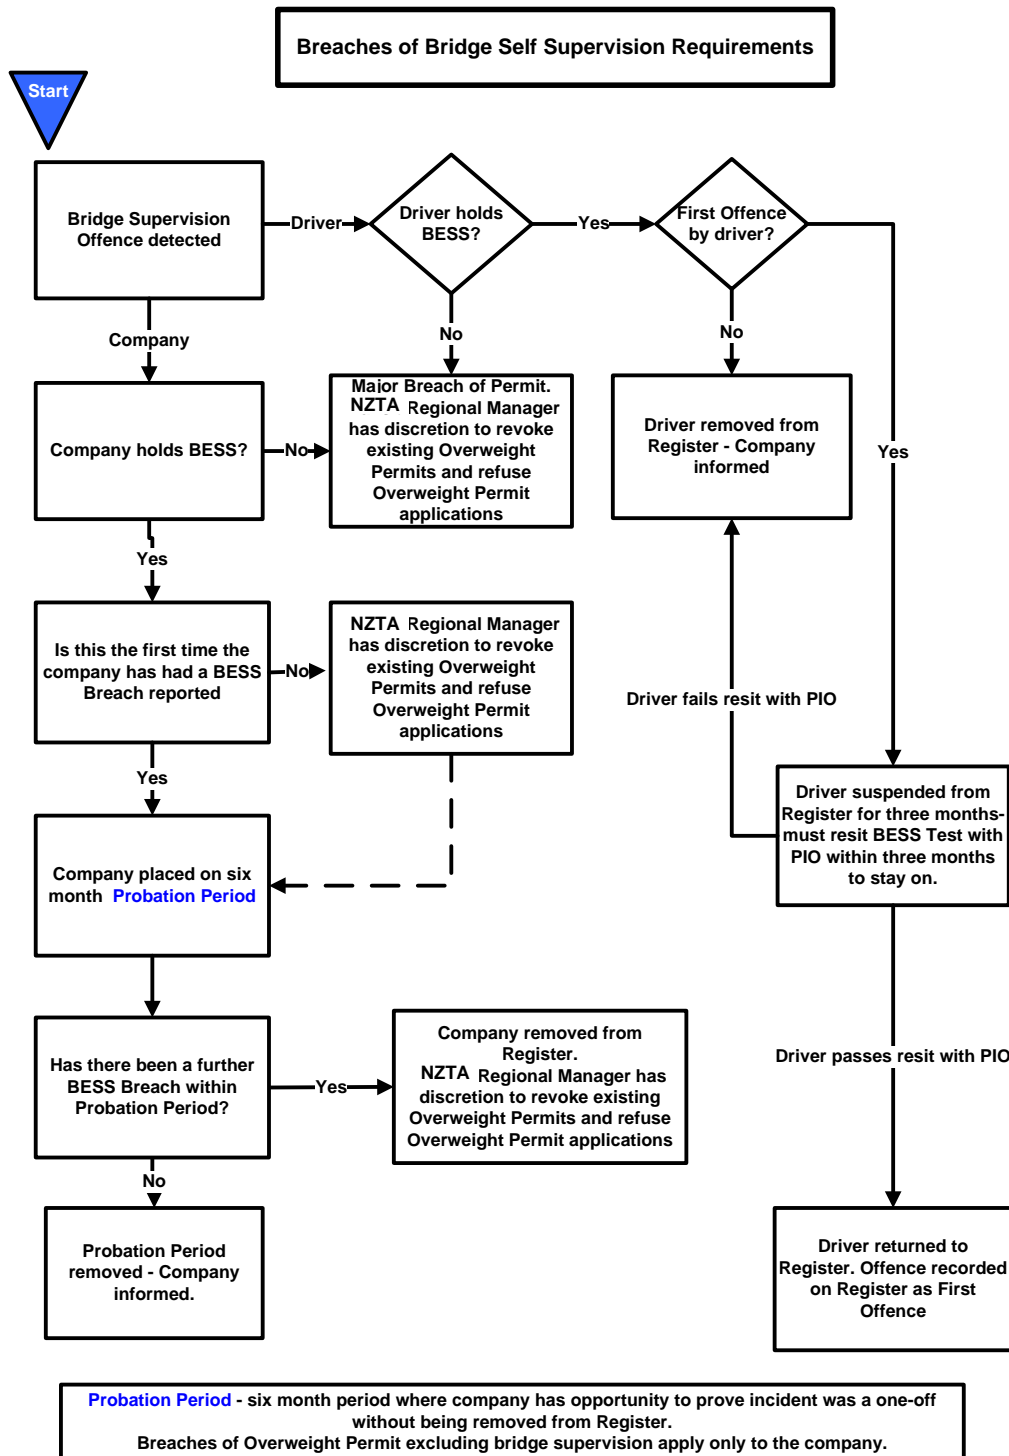 Breaches of Bridge Self Supervision Requirements
Start
Bridge Supervision
Offence detected
Driver
Driver holds
BESS?
Yes
First Offence
by driver?
No
No
Yes
Company
Company holds BESS?
No
Major Breach of Permit.
NZTA Regional Manager
has discretion to revoke
existing Overweight
Permits and refuse
Overweight Permit
applications
Driver removed from
Register - Company
informed
Yes
Is this the first time the
company has had a BESS
Breach reported
No
NZTA Regional Manager
has discretion to revoke
existing Overweight
Permits and refuse
Overweight Permit
applications
Driver fails resit with PIO
Yes
Driver suspended from
Register for three months-
must resit BESS Test with
PIO within three months
to stay on.
Company placed on six
month Probation Period
Has there been a further
BESS Breach within
Probation Period?
Yes
Company removed from
Register.
NZTA Regional Manager has
discretion to revoke existing
Overweight Permits and refuse
Overweight Permit applications
Driver passes resit with PIO
No
Probation Period
removed - Company
informed.
Driver returned to
Register. Offence recorded
on Register as First
Offence
Probation Period - six month period where company has opportunity to prove incident was a one-off
without being removed from Register.
Breaches of Overweight Permit excluding bridge supervision apply only to the company.